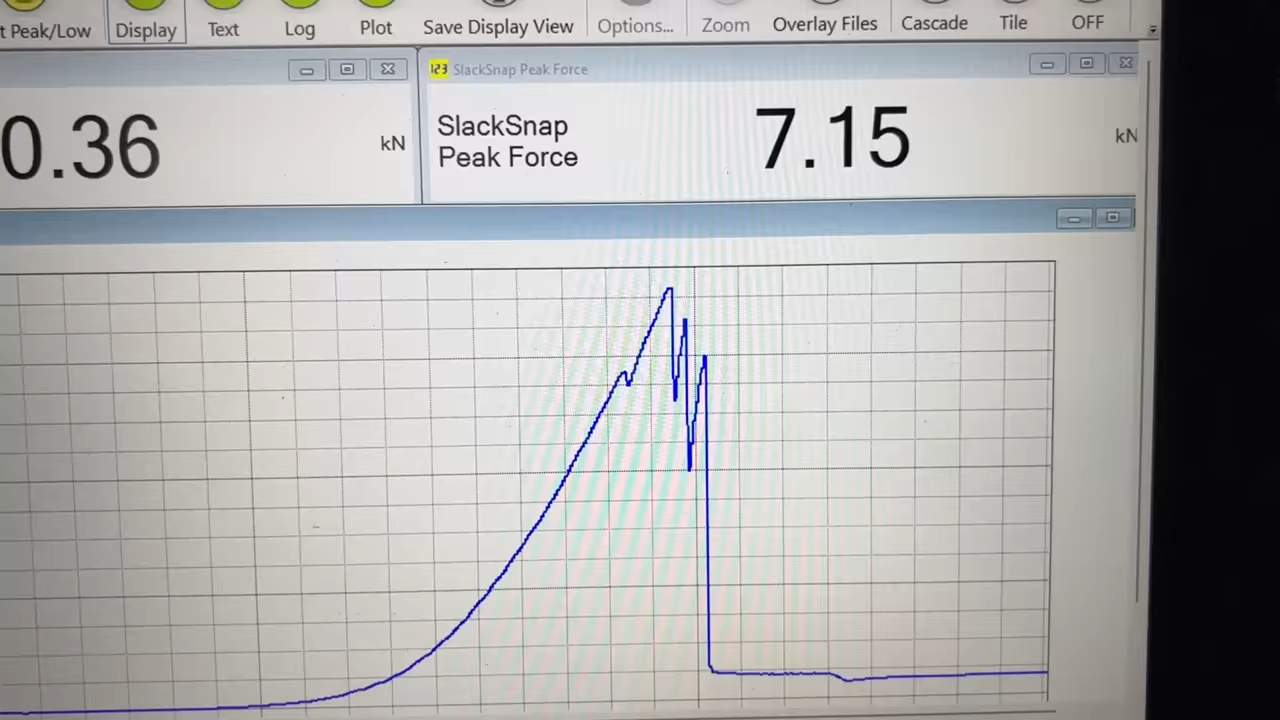 t Peak/Low Display Text Log Plot Save Display View Options... Zoom Overlay Files Cascade Tile OFF
123 SlackSnap Peak Force
0.36 kN
SlackSnap
Peak Force
7.15 kN